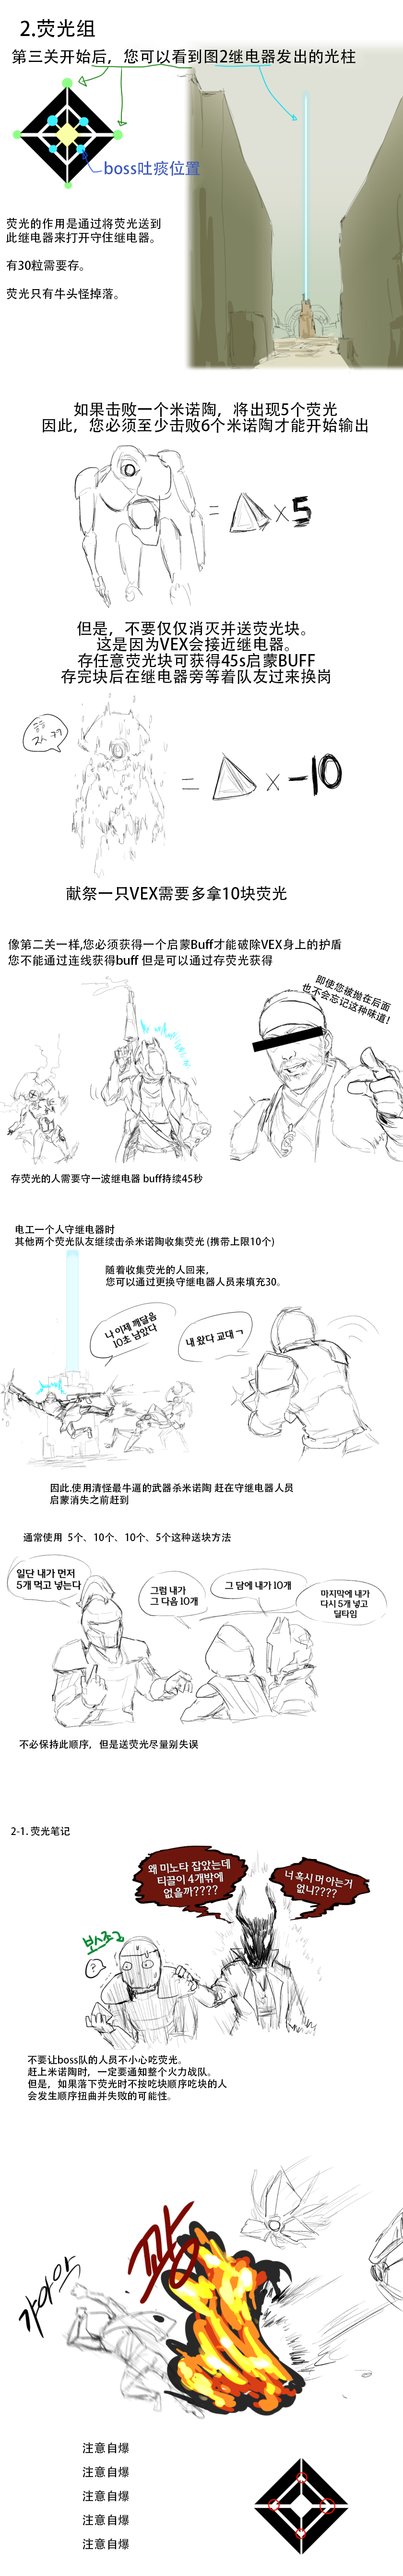 2.荧光组
第三关开始后，您可以看到图2继电器发出的光柱
boss吐痰位置
荧光的作用是通过将荧光送到
此继电器来打开守住继电器。
有30粒需要存。
荧光只有牛头怪掉落。
如果击败一个米诺陶，将出现5个荧光
因此，您必须至少击败6个米诺陶才能开始输出
= × 5
但是，不要仅仅消灭并送荧光块。
这是因为VEX会接近继电器。
存任意荧光块可获得45s启蒙BUFF
存完块后在继电器旁等着队友过来换岗
= × -10
献祭一只VEX需要多拿10块荧光
像第二关一样,您必须获得一个启蒙Buff才能破除VEX身上的护盾
您不能通过连线获得buff 但是可以通过存荧光获得
即使您被抛在后面
也不会忘记这种味道！
存荧光的人需要守一波继电器 buff持续45秒
电工一个人守继电器时
其他两个荧光队友继续击杀米诺陶收集荧光 (携带上限10个)
随着收集荧光的人回来，
您可以通过更换守继电器人员来填充30。
나 이제 깨달음
10초 남았다
내 왔다 교대 ㄱ
因此.使用清怪最牛逼的武器杀米诺陶 赶在守继电器人员
启蒙消失之前赶到
通常使用 5个、10个、10个、5个这种送块方法
일단 내가 먼저
5개 먹고 넣는다
그럼 내가
그 다음 10개
그 담에 내가 10개
마지막에 내가
다시 5개 넣고
딜타임
不必保持此顺序，但是送荧光尽量别失误
2-1. 荧光笔记
왜 미노타 잡았는데
티끌이 4개밖에
없을까????
너 혹시 머 아는거
없니????
?
不要让boss队的人员不小心吃荧光。
赶上米诺陶时，一定要通知整个火力战队。
但是，如果落下荧光时不按吃块顺序吃块的人
会发生顺序扭曲并失败的可能性。
注意自爆
注意自爆
注意自爆
注意自爆
注意自爆